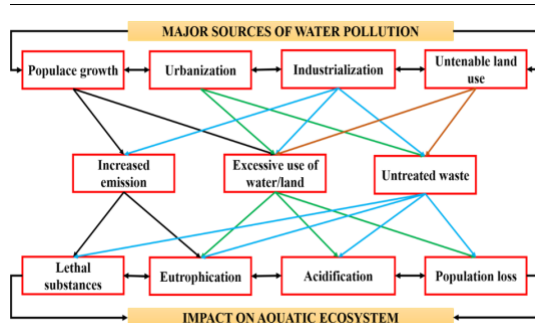 MAJOR SOURCES OF WATER POLLUTION
Populace growth
Urbanization
Industrialization
Untenable land
use
Increased
emission
Excessive use of
water/land
Untreated waste
Lethal
substances
Eutrophication
Acidification
Population loss
IMPACT ON AQUATIC ECOSYSTEM